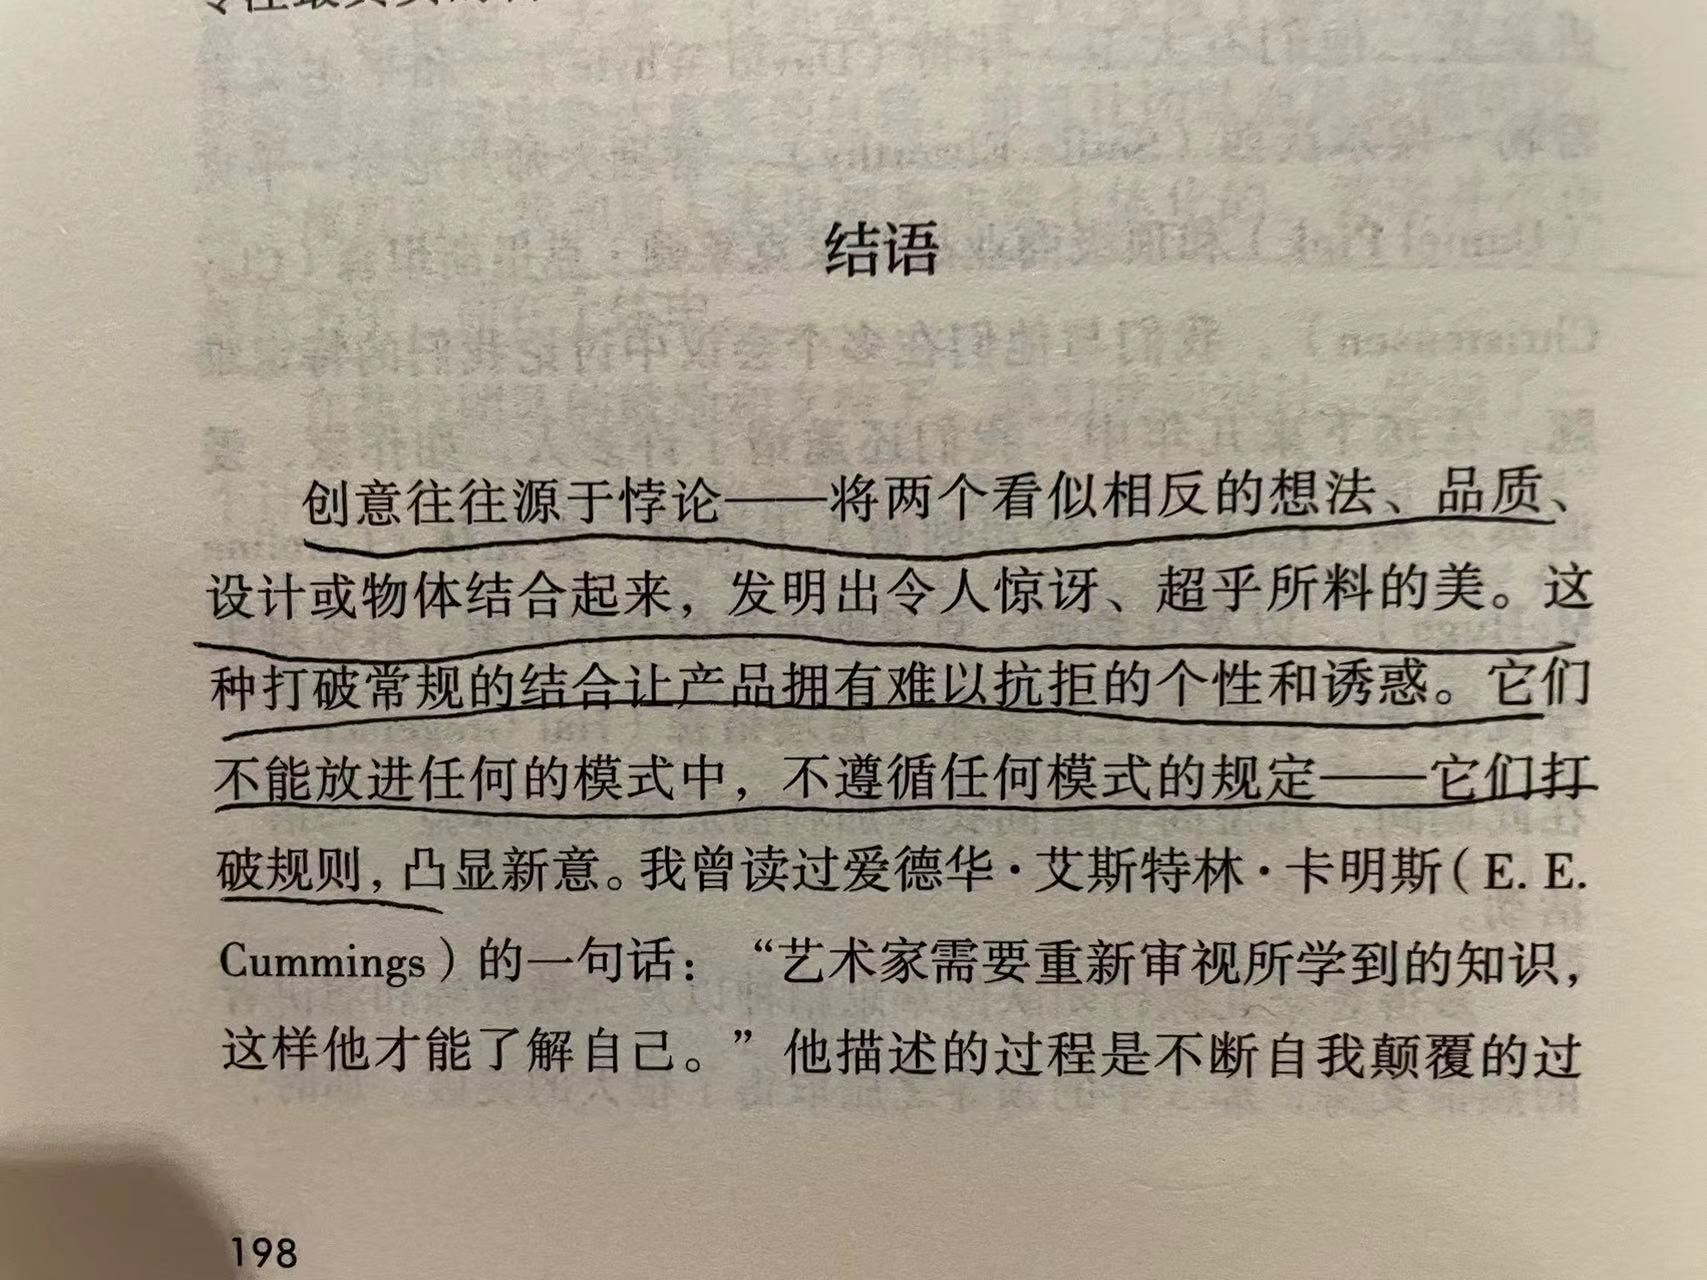 结语
创意往往源于悖论——将两个看似相反的想法、品质、
设计或物体结合起来，发明出令人惊讶、超乎所料的美。这
种打破常规的结合让产品拥有难以抗拒的个性和诱惑。它们
不能放进任何的模式中，不遵循任何模式的规定——它们打
破规则，凸显新意。我曾读过爱德华·艾斯特林·卡明斯（E. E.
Cummings）的一句话：“艺术家需要重新审视所学到的知识，
这样他才能了解自己。”他描述的过程是不断自我颠覆的过
198